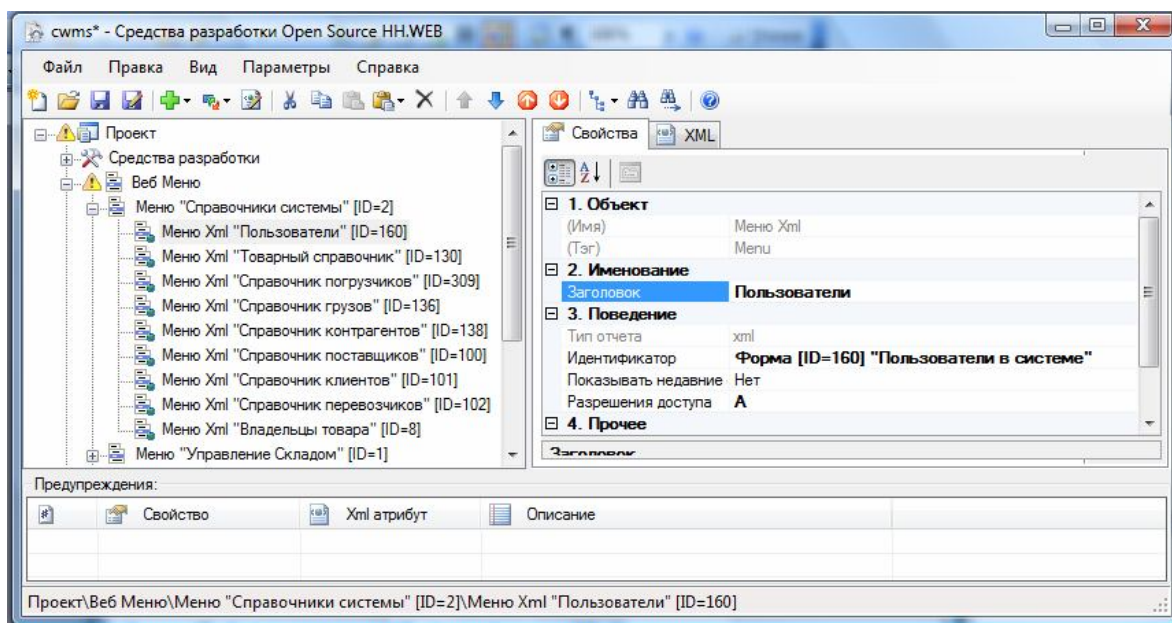 cwms* - Средства разработки Open Source HH.WEB
Файл Правка Вид Параметры Справка
Проект
Средства разработки
Веб Меню
Меню "Справочники системы" [ID=2]
Меню Xml "Пользователи" [ID=160]
Меню Xml "Товарный справочник" [ID=130]
Меню Xml "Справочник погрузчиков" [ID=309]
Меню Xml "Справочник грузов" [ID=136]
Меню Xml "Справочник контрагентов" [ID=138]
Меню Xml "Справочник поставщиков" [ID=100]
Меню Xml "Справочник клиентов" [ID=101]
Меню Xml "Справочник перевозчиков" [ID=102]
Меню Xml "Владельцы товара" [ID=8]
Меню "Управление Складом" [ID=1]
Свойства XML
1. Объект
(Имя) Меню Xml
(Тэг) Menu
2. Именование
Заголовок Пользователи
3. Поведение
Тип отчета xml
Идентификатор Форма [ID=160] "Пользователи в системе"
Показывать недавние Нет
Разрешения доступа A
4. Прочее
Заголовок
Предупреждения:
# Свойство Xml атрибут Описание
Проект\Веб Меню\Меню "Справочники системы" [ID=2]\Меню Xml "Пользователи" [ID=160]